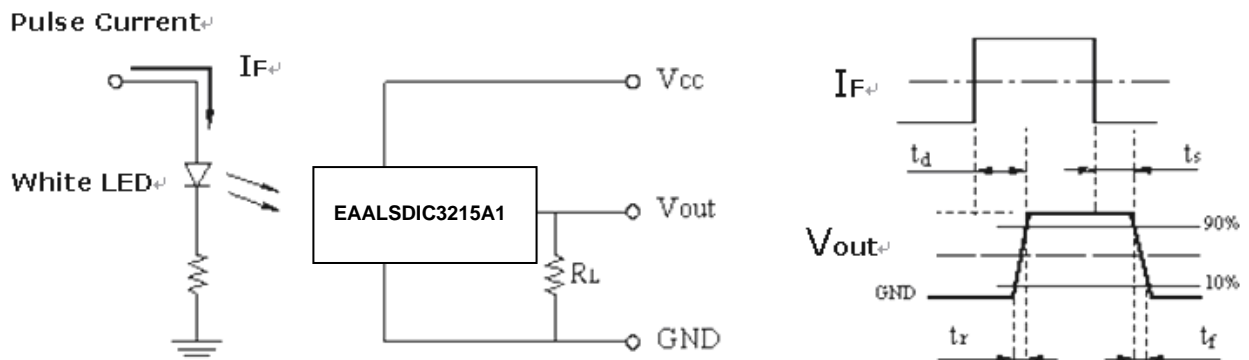 Pulse Current↵
IF↵
White LED↵
EAALSDIC3215A1
Vcc
Vout
RL
GND
IF↵
td
ts
Vout↵
90%
10%
GND
tr
tf